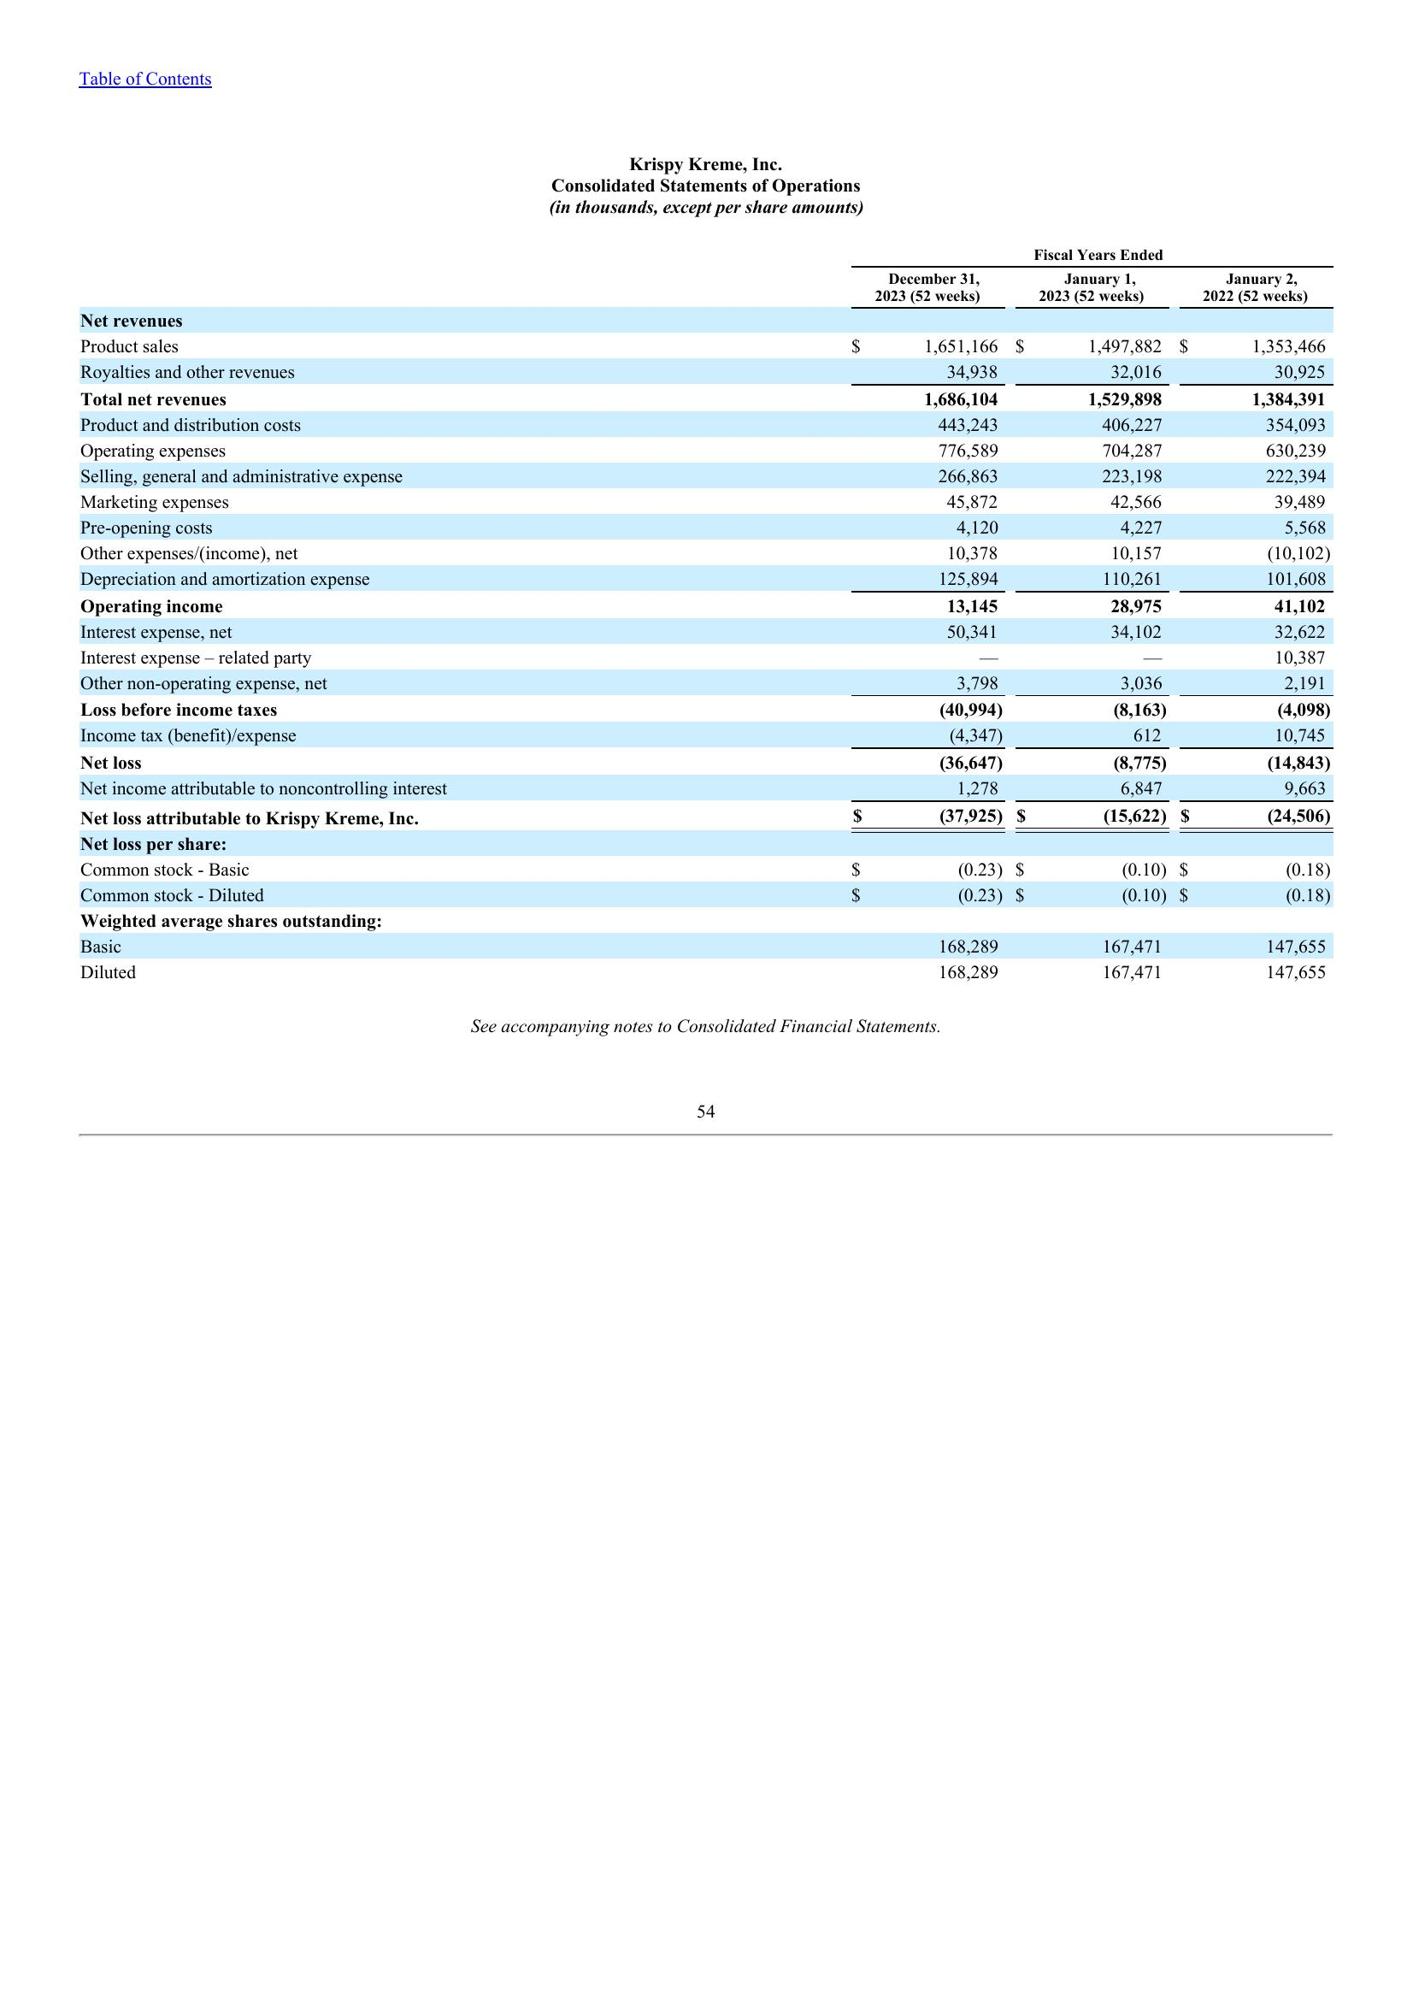 Table of Contents
Krispy Kreme, Inc.
Consolidated Statements of Operations
(in thousands, except per share amounts)
Fiscal Years Ended
December 31, 2023 (52 weeks) January 1, 2023 (52 weeks) January 2, 2022 (52 weeks)
Net revenues
Product sales $ 1,651,166 $ 1,497,882 $ 1,353,466
Royalties and other revenues 34,938 32,016 30,925
Total net revenues 1,686,104 1,529,898 1,384,391
Product and distribution costs 443,243 406,227 354,093
Operating expenses 776,589 704,287 630,239
Selling, general and administrative expense 266,863 223,198 222,394
Marketing expenses 45,872 42,566 39,489
Pre-opening costs 4,120 4,227 5,568
Other expenses/(income), net 10,378 10,157 (10,102)
Depreciation and amortization expense 125,894 110,261 101,608
Operating income 13,145 28,975 41,102
Interest expense, net 50,341 34,102 32,622
Interest expense – related party — — 10,387
Other non-operating expense, net 3,798 3,036 2,191
Loss before income taxes (40,994) (8,163) (4,098)
Income tax (benefit)/expense (4,347) 612 10,745
Net loss (36,647) (8,775) (14,843)
Net income attributable to noncontrolling interest 1,278 6,847 9,663
Net loss attributable to Krispy Kreme, Inc. $ (37,925) $ (15,622) $ (24,506)
Net loss per share:
Common stock - Basic $ (0.23) $ (0.10) $ (0.18)
Common stock - Diluted $ (0.23) $ (0.10) $ (0.18)
Weighted average shares outstanding:
Basic 168,289 167,471 147,655
Diluted 168,289 167,471 147,655
See accompanying notes to Consolidated Financial Statements.
54